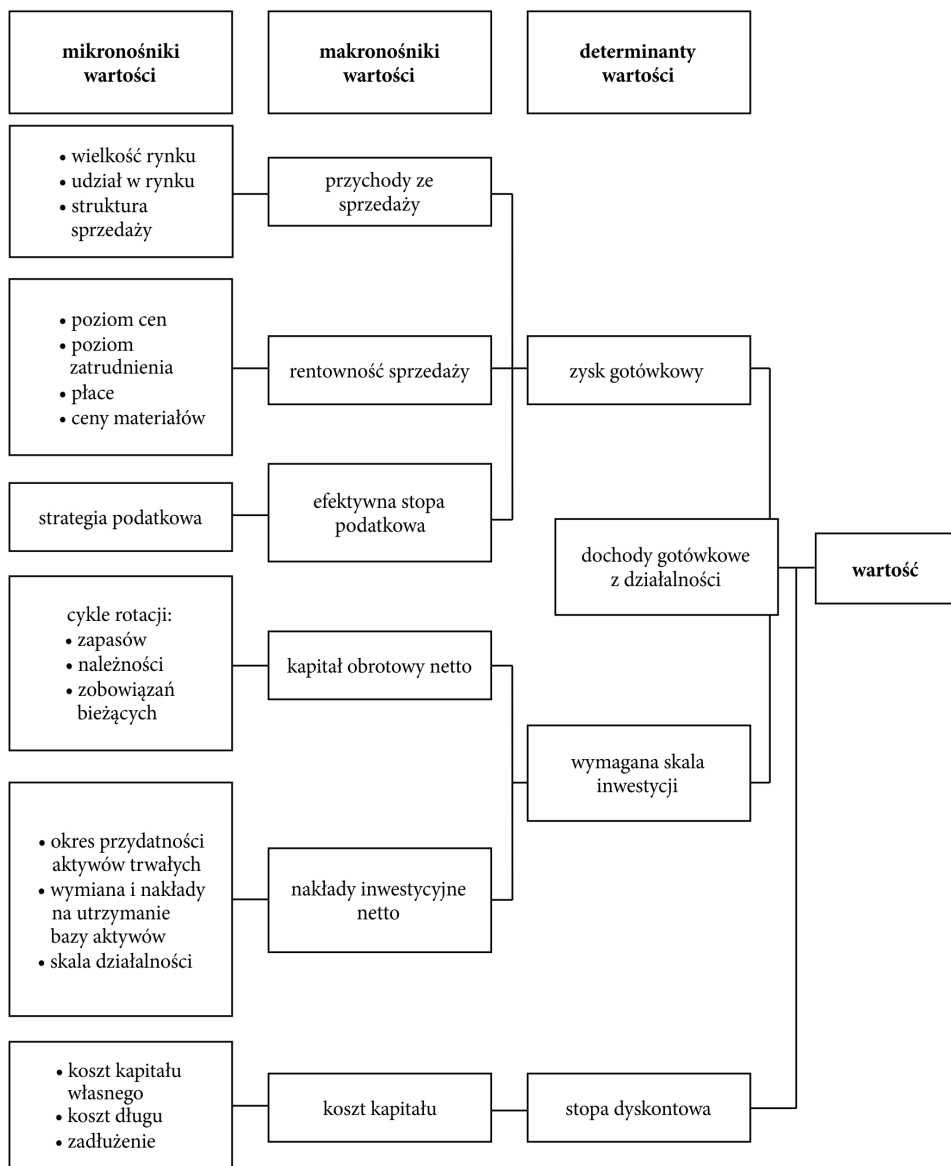 mikronośniki
wartości
makronośniki
wartości
determinanty
wartości
• wielkość rynku
• udział w rynku
• struktura
sprzedaży
przychody ze
sprzedaży
• poziom cen
• poziom
zatrudnienia
• płace
• ceny materiałów
rentowność sprzedaży
zysk gotówkowy
strategia podatkowa
efektywna stopa
podatkowa
dochody gotówkowe
z działalności
wartość
cykle rotacji:
• zapasów
• należności
• zobowiązań
bieżących
kapitał obrotowy netto
wymagana skala
inwestycji
• okres przydatności
aktywów trwałych
• wymiana i nakłady
na utrzymanie
bazy aktywów
• skala działalności
nakłady inwestycyjne
netto
• koszt kapitału
własnego
• koszt długu
• zadłużenie
koszt kapitału
stopa dyskontowa